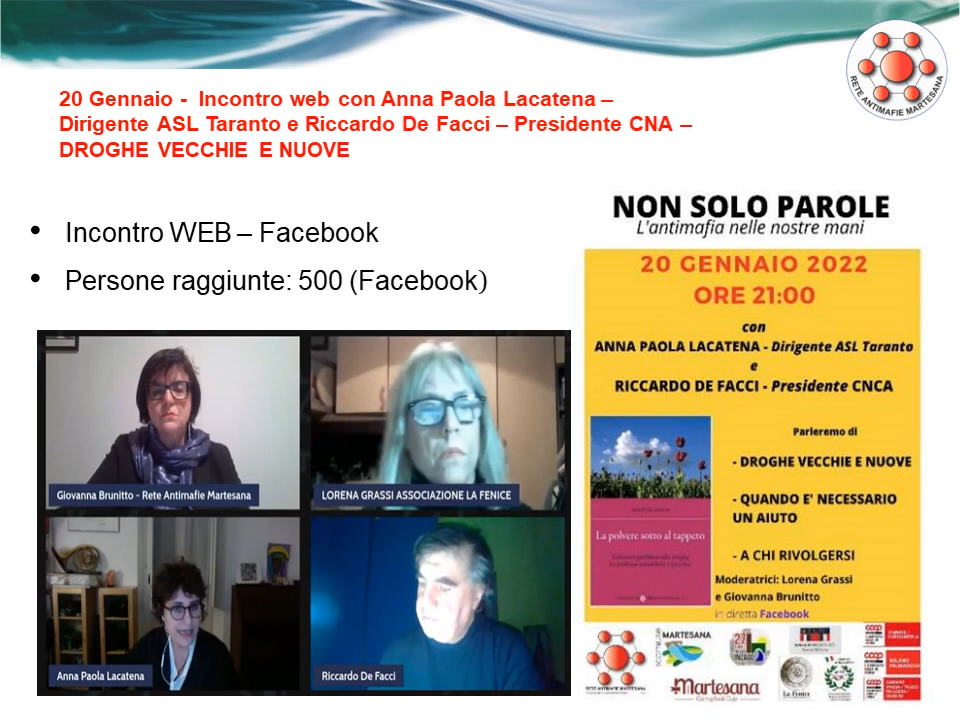 20 Gennaio - Incontro web con Anna Paola Lacatena –
Dirigente ASL Taranto e Riccardo De Facci – Presidente CNA –
DROGHE VECCHIE E NUOVE
RETE ANTIMAFIE MARTESANA
• Incontro WEB – Facebook
• Persone raggiunte: 500 (Facebook)
Giovanna Brunitto - Rete Antimafie Martesana
LORENA GRASSI ASSOCIAZIONE LA FENICE
Anna Paola Lacatena
Riccardo De Facci
NON SOLO PAROLE
L'antimafia nelle nostre mani
20 GENNAIO 2022
ORE 21:00
con
ANNA PAOLA LACATENA - Dirigente ASL Taranto
e
RICCARDO DE FACCI - Presidente CNCA
Parleremo di
- DROGHE VECCHIE E NUOVE
- QUANDO E' NECESSARIO
UN AIUTO
- A CHI RIVOLGERSI
La polvere sotto al tappeto
Moderatrici: Lorena Grassi
e Giovanna Brunitto
in diretta Facebook
RETE ANTIMAFIE MARTESANA
MARTESANA
INZAGO
La Fenice
Martesana